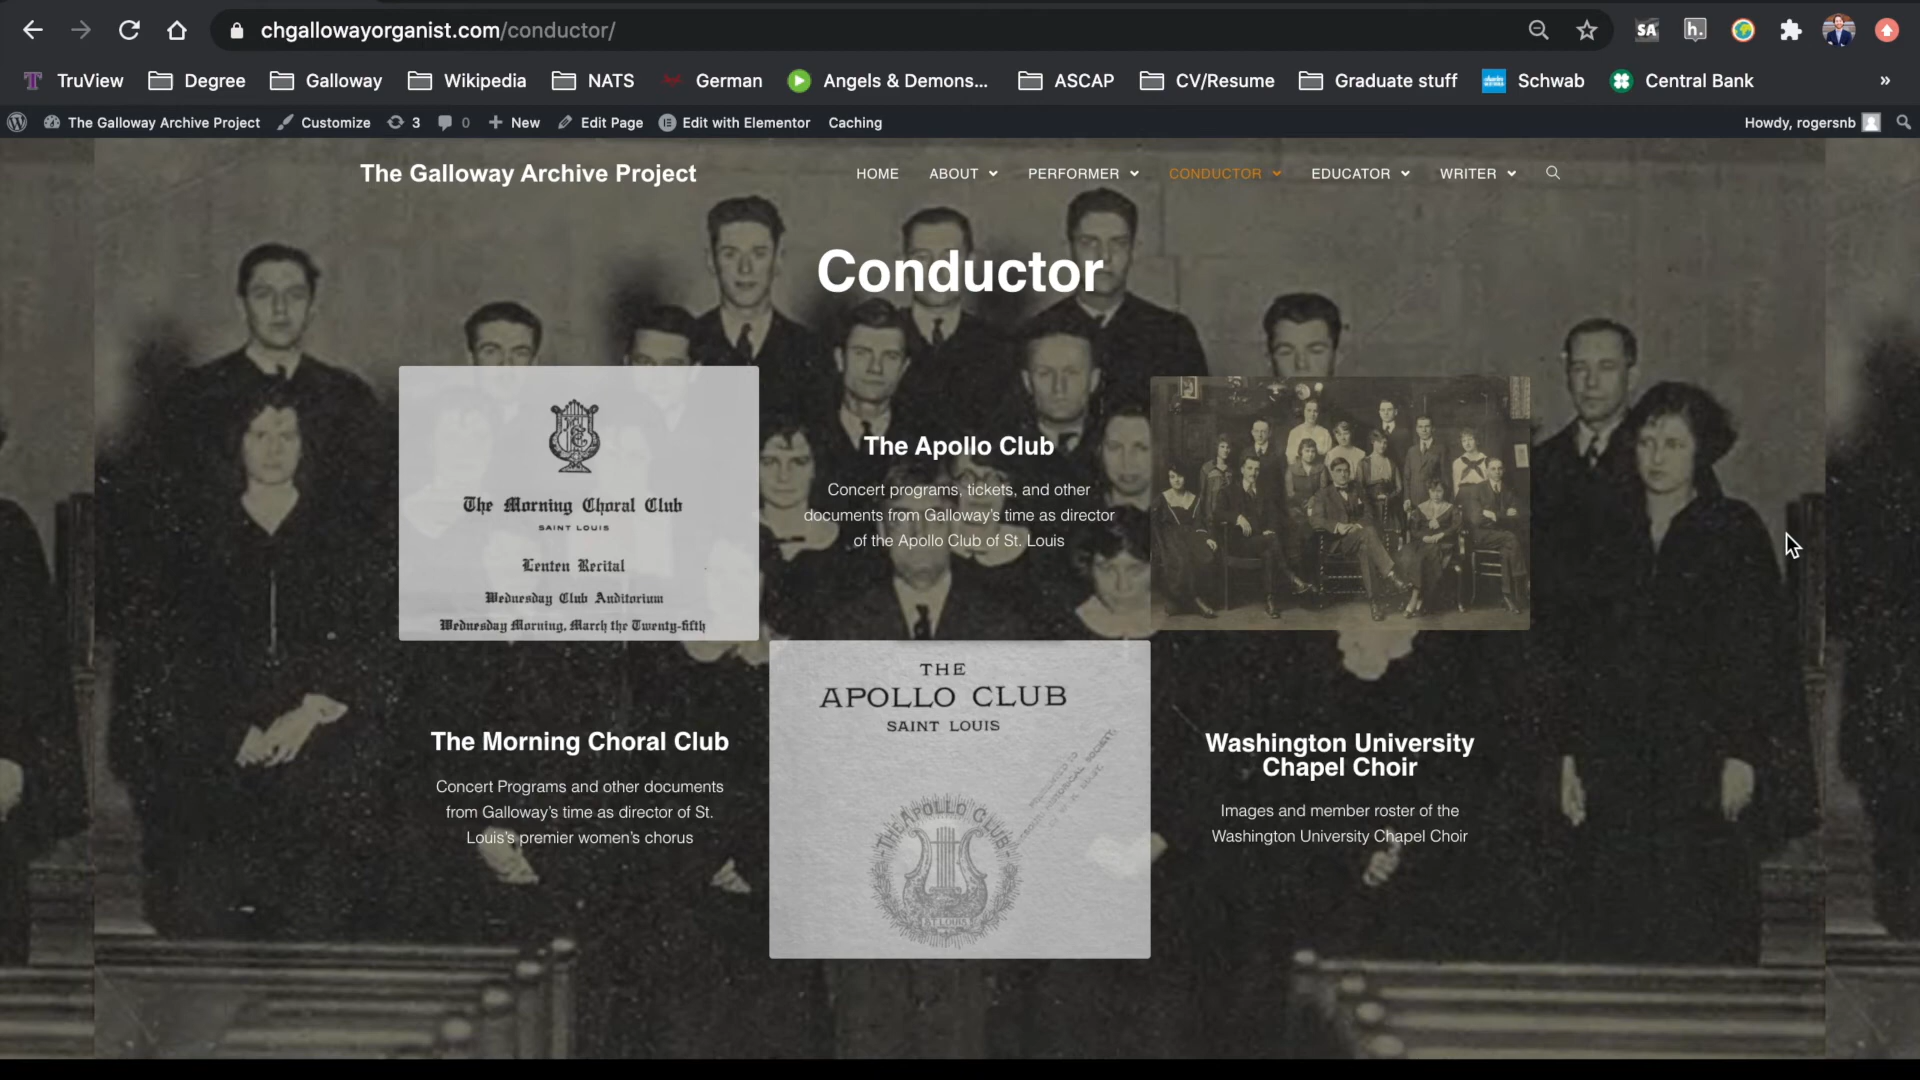 chgallowayorganist.com/conductor/
SA
h.
TruView Degree Galloway Wikipedia NATS German Angels & Demons... ASCAP CV/Resume Graduate stuff Schwab Central Bank »
The Galloway Archive Project Customize 3 0 New Edit Page Edit with Elementor Caching Howdy, rogersnb
The Galloway Archive Project HOME ABOUT PERFORMER CONDUCTOR EDUCATOR WRITER
Conductor
The Morning Choral Club
SAINT LOUIS
Lenten Recital
Wednesday Club Auditorium
Wednesday Morning, March the Twenty-fifth
The Morning Choral Club
Concert Programs and other documents
from Galloway's time as director of St.
Louis's premier women's chorus
The Apollo Club
Concert programs, tickets, and other
documents from Galloway's time as director
of the Apollo Club of St. Louis
THE
APOLLO CLUB
SAINT LOUIS
THE APOLLO CLUB
ST. LOUIS
Washington University
Chapel Choir
Images and member roster of the
Washington University Chapel Choir